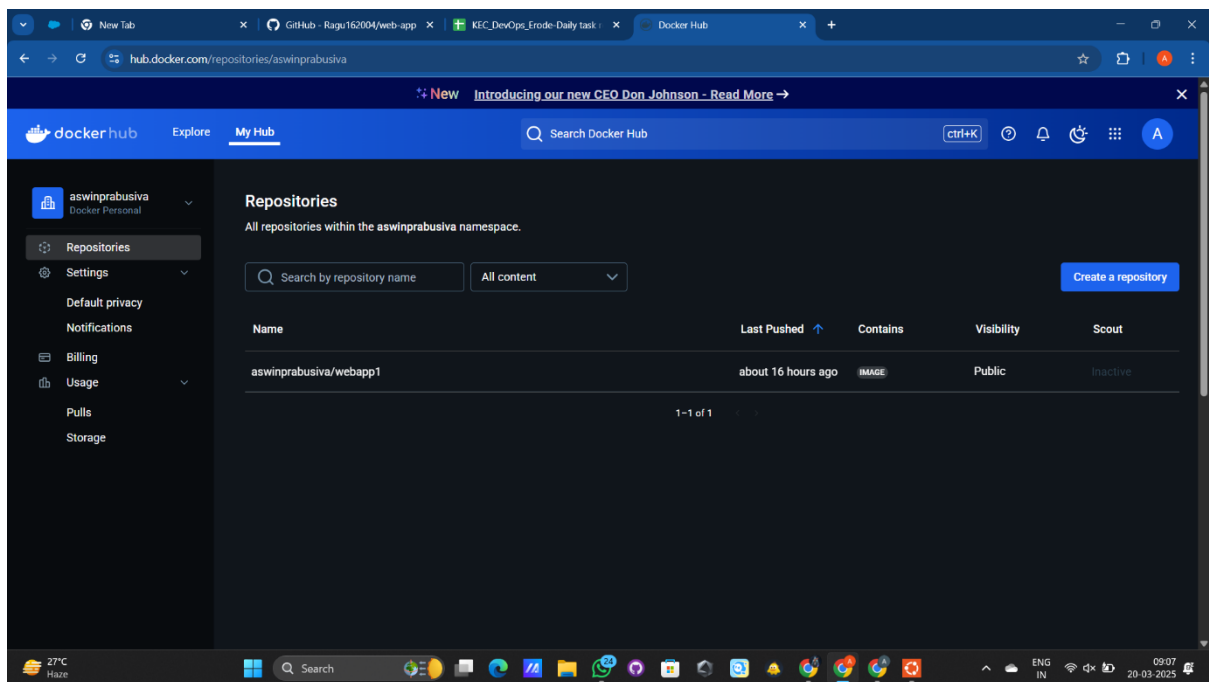 New Tab
GitHub - Ragu162004/web-app
KEC_DevOps_Erode-Daily task
Docker Hub
hub.docker.com/repositories/aswinprabusiva
New Introducing our new CEO Don Johnson - Read More →
dockerhub Explore My Hub Search Docker Hub ctrl+K A
aswinprabusiva
Docker Personal
Repositories
Settings
Default privacy
Notifications
Billing
Usage
Pulls
Storage
Repositories
All repositories within the aswinprabusiva namespace.
Search by repository name All content Create a repository
Name Last Pushed Contains Visibility Scout
aswinprabusiva/webapp1 about 16 hours ago IMAGE Public Inactive
1-1 of 1
27°C
Haze
Search
24
ENG
IN
09:07
20-03-2025